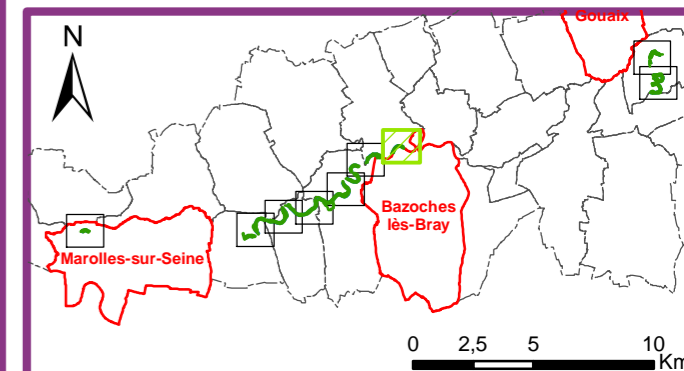 Gouaix
N
Bazoches
lès-Bray
Marolles-sur-Seine
0 2,5 5 10
Km